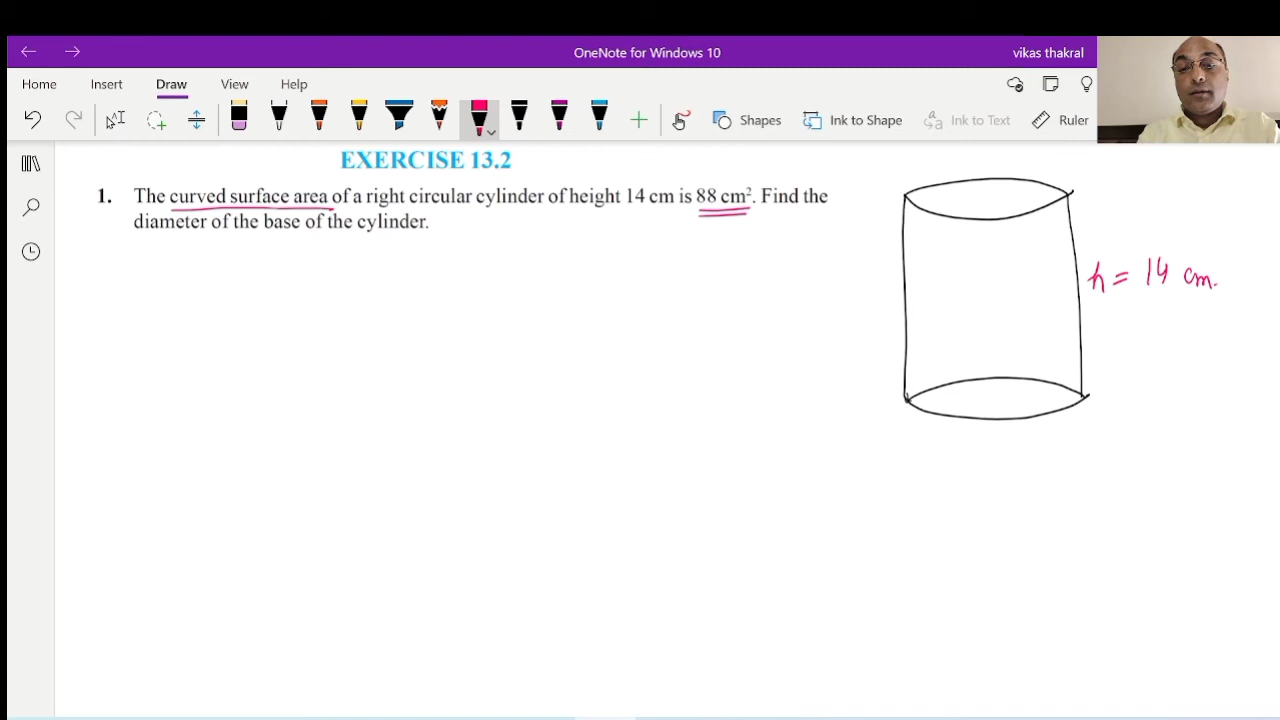 OneNote for Windows 10
vikas thakral
Home Insert Draw View Help
Shapes Ink to Shape Ink to Text Ruler
EXERCISE 13.2
1. The curved surface area of a right circular cylinder of height 14 cm is 88 cm². Find the
diameter of the base of the cylinder.
h = 14 cm.